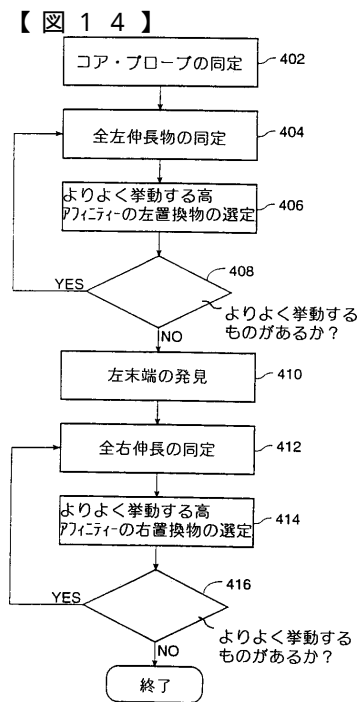 【図１４】
コア・プローブの同定
402
全左伸長物の同定
404
よりよく挙動する高
ｱﾌｨﾆﾃｨｰの左置換物の選定
406
408
YES
よりよく挙動する
ものがあるか？
NO
左末端の発見
410
全右伸長の同定
412
よりよく挙動する高
ｱﾌｨﾆﾃｨｰの右置換物の選定
414
416
YES
よりよく挙動する
ものがあるか？
NO
終了